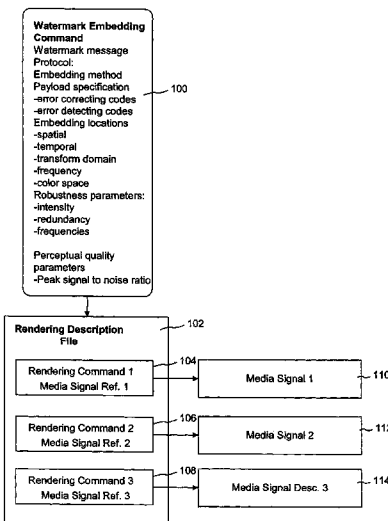 Watermark Embedding
Command
Watermark message
Protocol:
Embedding method
Payload specification
-error correcting codes
-error detecting codes
Embedding locations
-spatial
-temporal
-transform domain
-frequency
-color space
Robustness parameters:
-intensity
-redundancy
-frequencies
Perceptual quality
parameters
-Peak signal to noise ratio
100
Rendering Description
File
102
Rendering Command 1
Media Signal Ref. 1
104
Media Signal 1
110
Rendering Command 2
Media Signal Ref. 2
106
Media Signal 2
112
Rendering Command 3
Media Signal Ref. 3
108
Media Signal Desc. 3
114